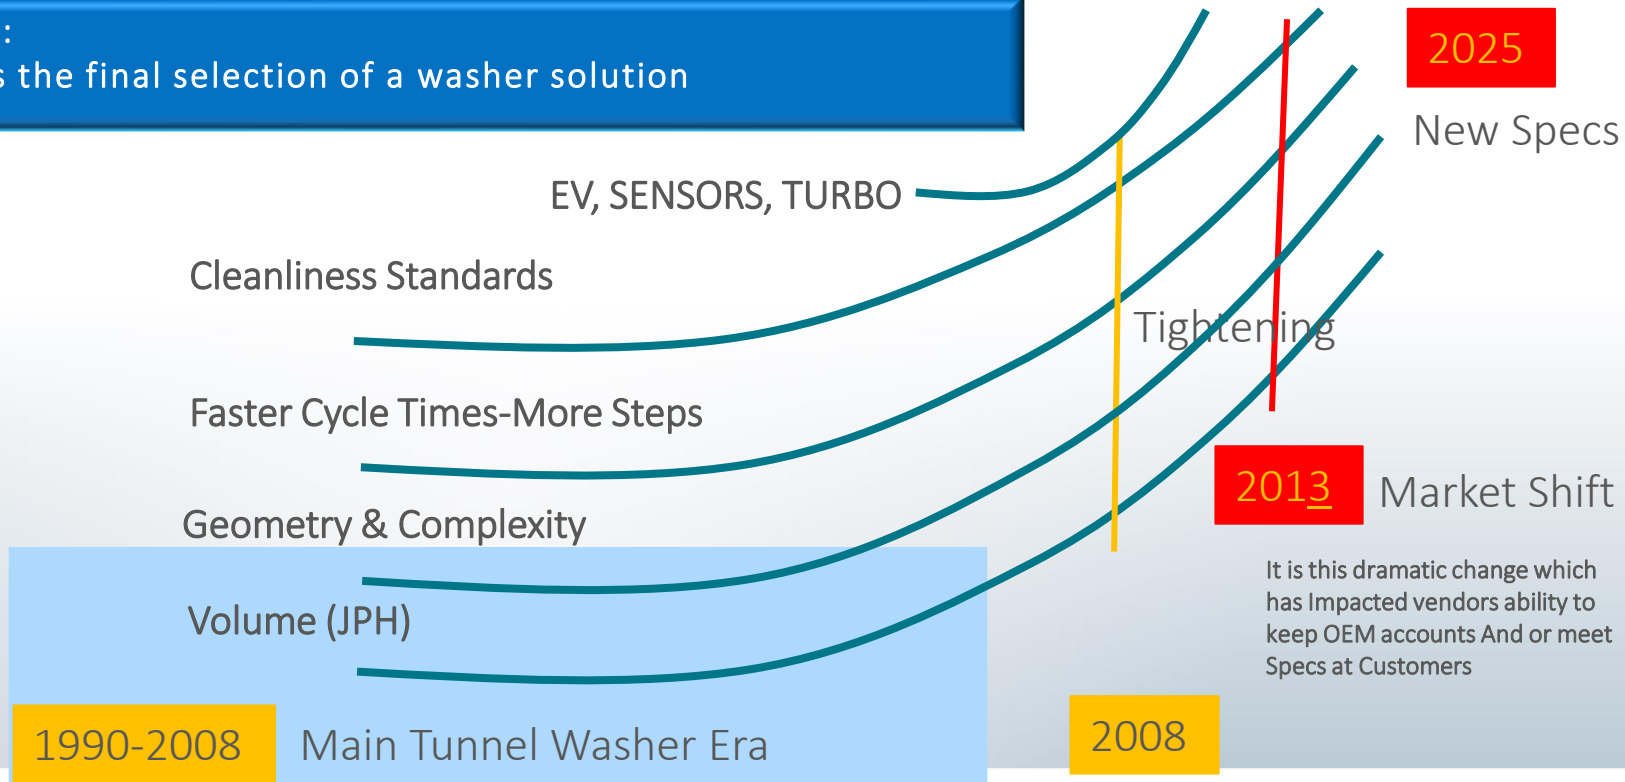 :
s the final selection of a washer solution
2025
New Specs
EV, SENSORS, TURBO
Cleanliness Standards
Tightening
Faster Cycle Times-More Steps
2013
Market Shift
Geometry & Complexity
It is this dramatic change which
has Impacted vendors ability to
keep OEM accounts And or meet
Specs at Customers
Volume (JPH)
1990-2008
Main Tunnel Washer Era
2008